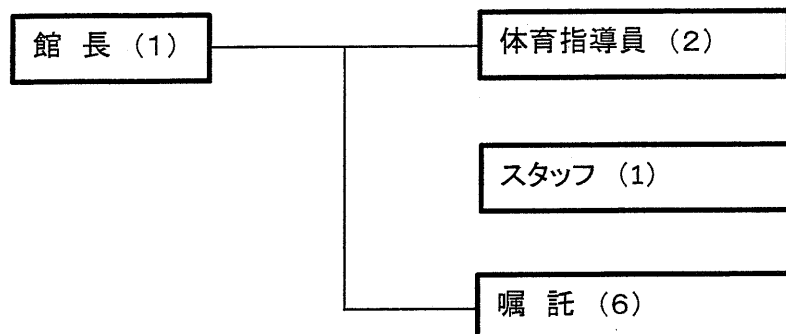 館 長 (1)
体育指導員 (2)
スタッフ (1)
嘱 託 (6)